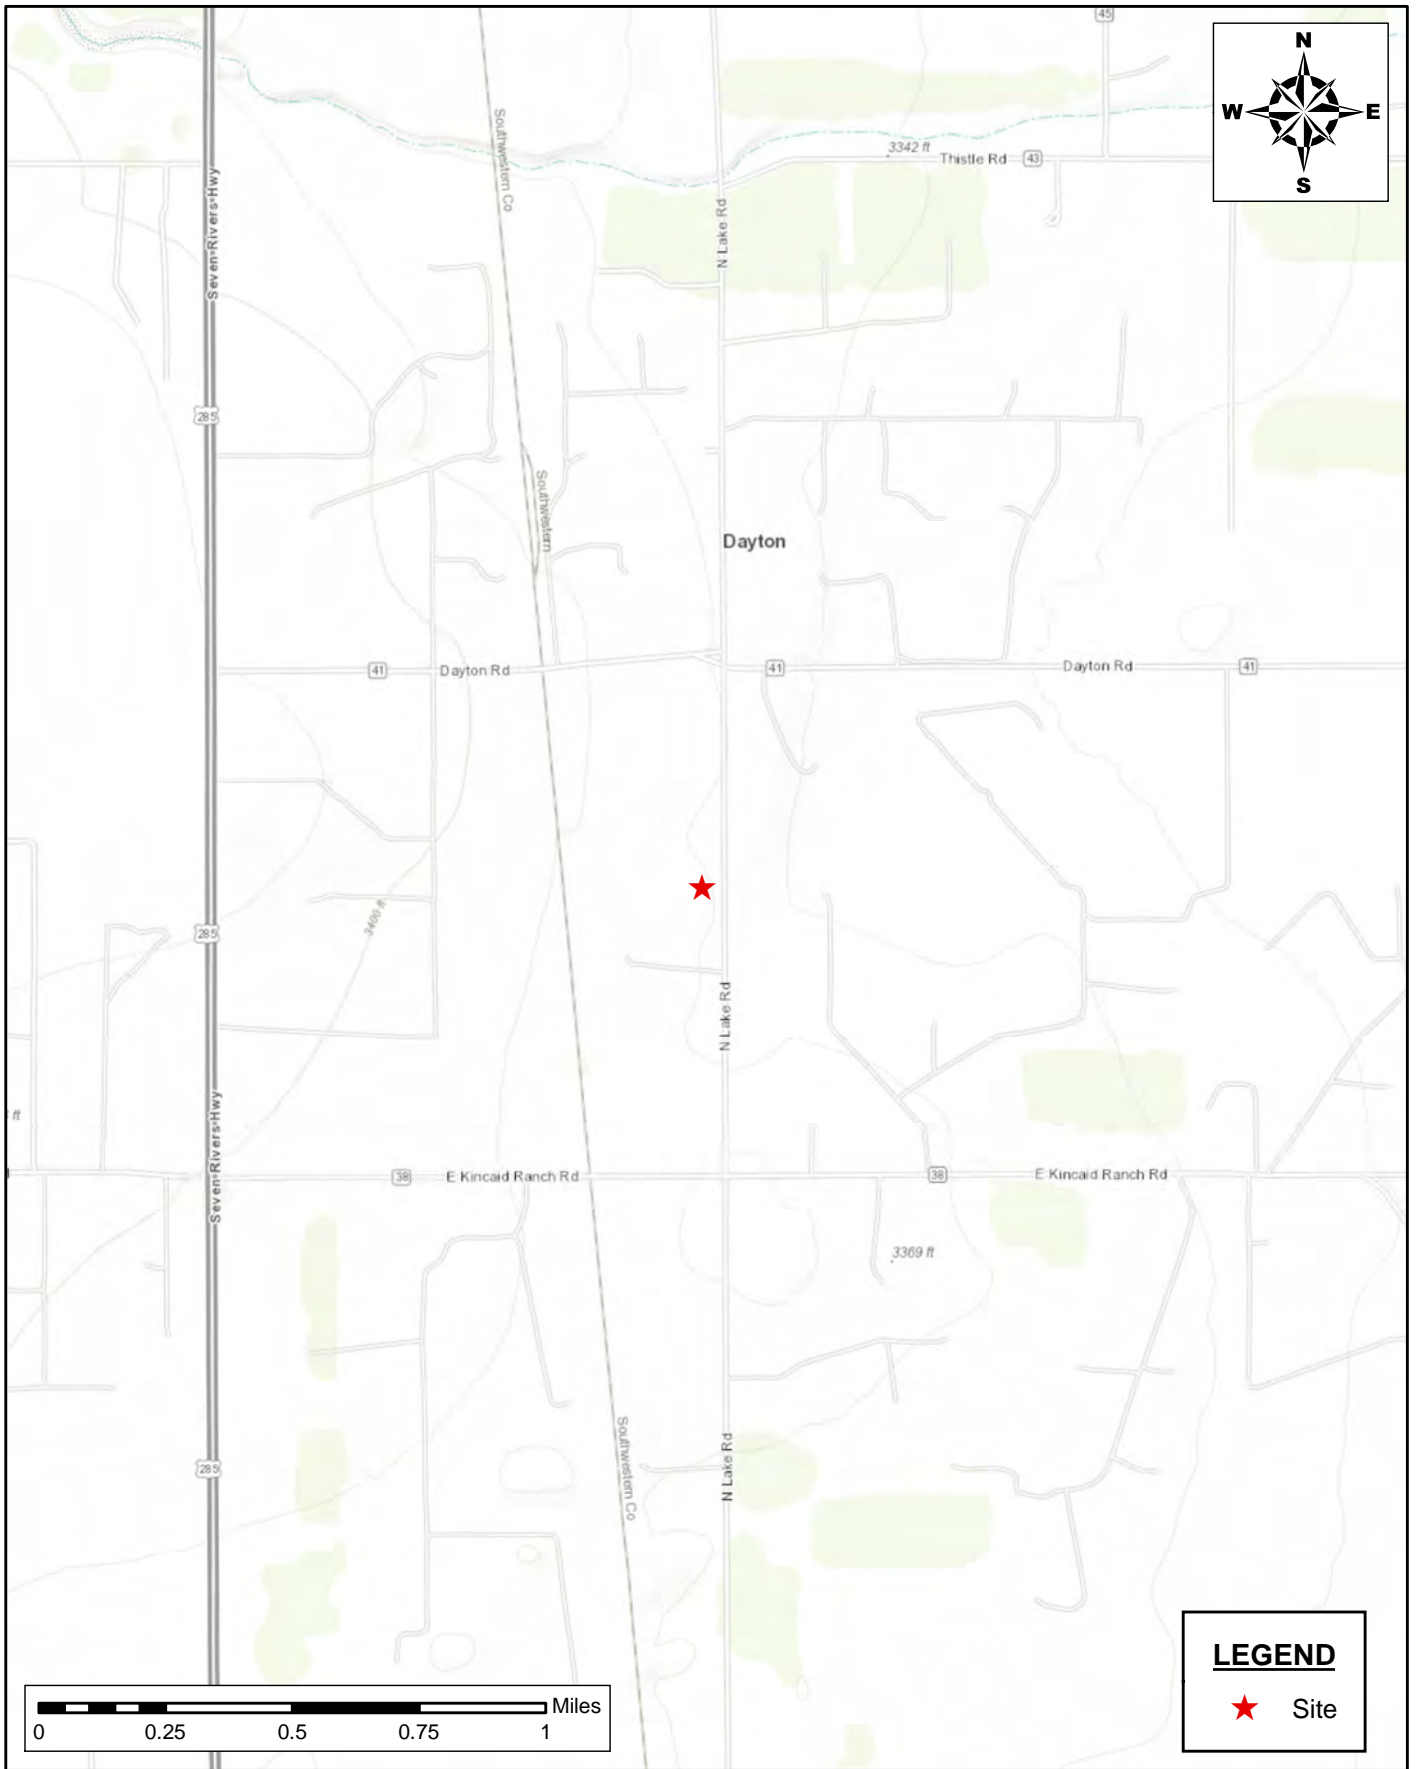 45
N
W E
S
3342 ft
Thistle Rd 43
Southwestern Co
Seven-Rivers-Hwy
N Lake Rd
285
Southwestern
Dayton
41 Dayton Rd 41 Dayton Rd 41
3400 ft
285
N Lake Rd
ft
Seven-Rivers-Hwy
38 E Kincaid Ranch Rd 38 E Kincaid Ranch Rd
3369 ft
Southwestern Co
N Lake Rd
285
LEGEND
Site
Miles
0 0.25 0.5 0.75 1